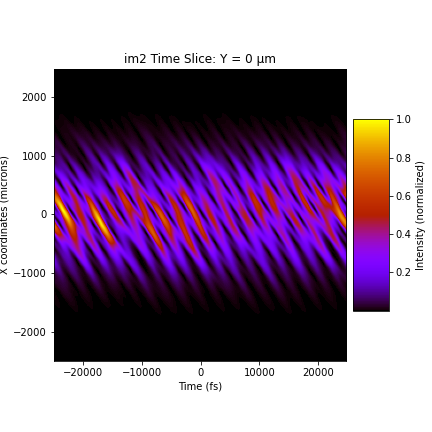 im2 Time Slice: Y = 0 μm
2000
1000
0
−1000
−2000
X coordinates (microns)
−20000 −10000 0 10000 20000
Time (fs)
1.0
0.8
0.6
0.4
0.2
Intensity (normalized)